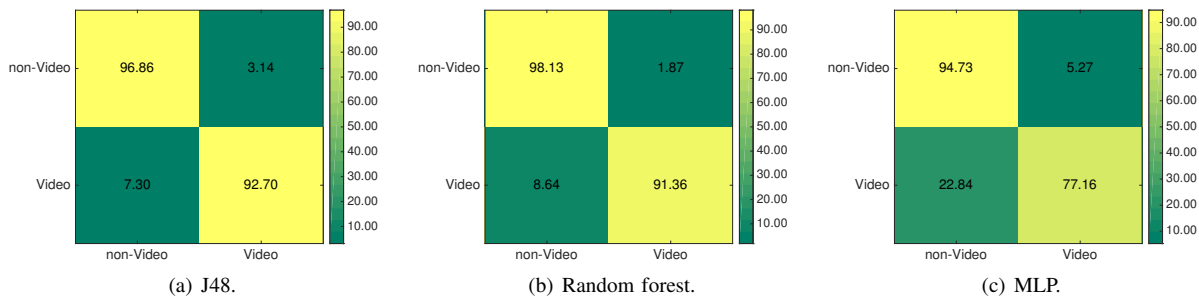 non-Video
Video
96.86
3.14
7.30
92.70
non-Video
Video
90.00
80.00
70.00
60.00
50.00
40.00
30.00
20.00
10.00
(a) J48.
non-Video
Video
98.13
1.87
8.64
91.36
non-Video
Video
90.00
80.00
70.00
60.00
50.00
40.00
30.00
20.00
10.00
(b) Random forest.
non-Video
Video
94.73
5.27
22.84
77.16
non-Video
Video
90.00
80.00
70.00
60.00
50.00
40.00
30.00
20.00
10.00
(c) MLP.